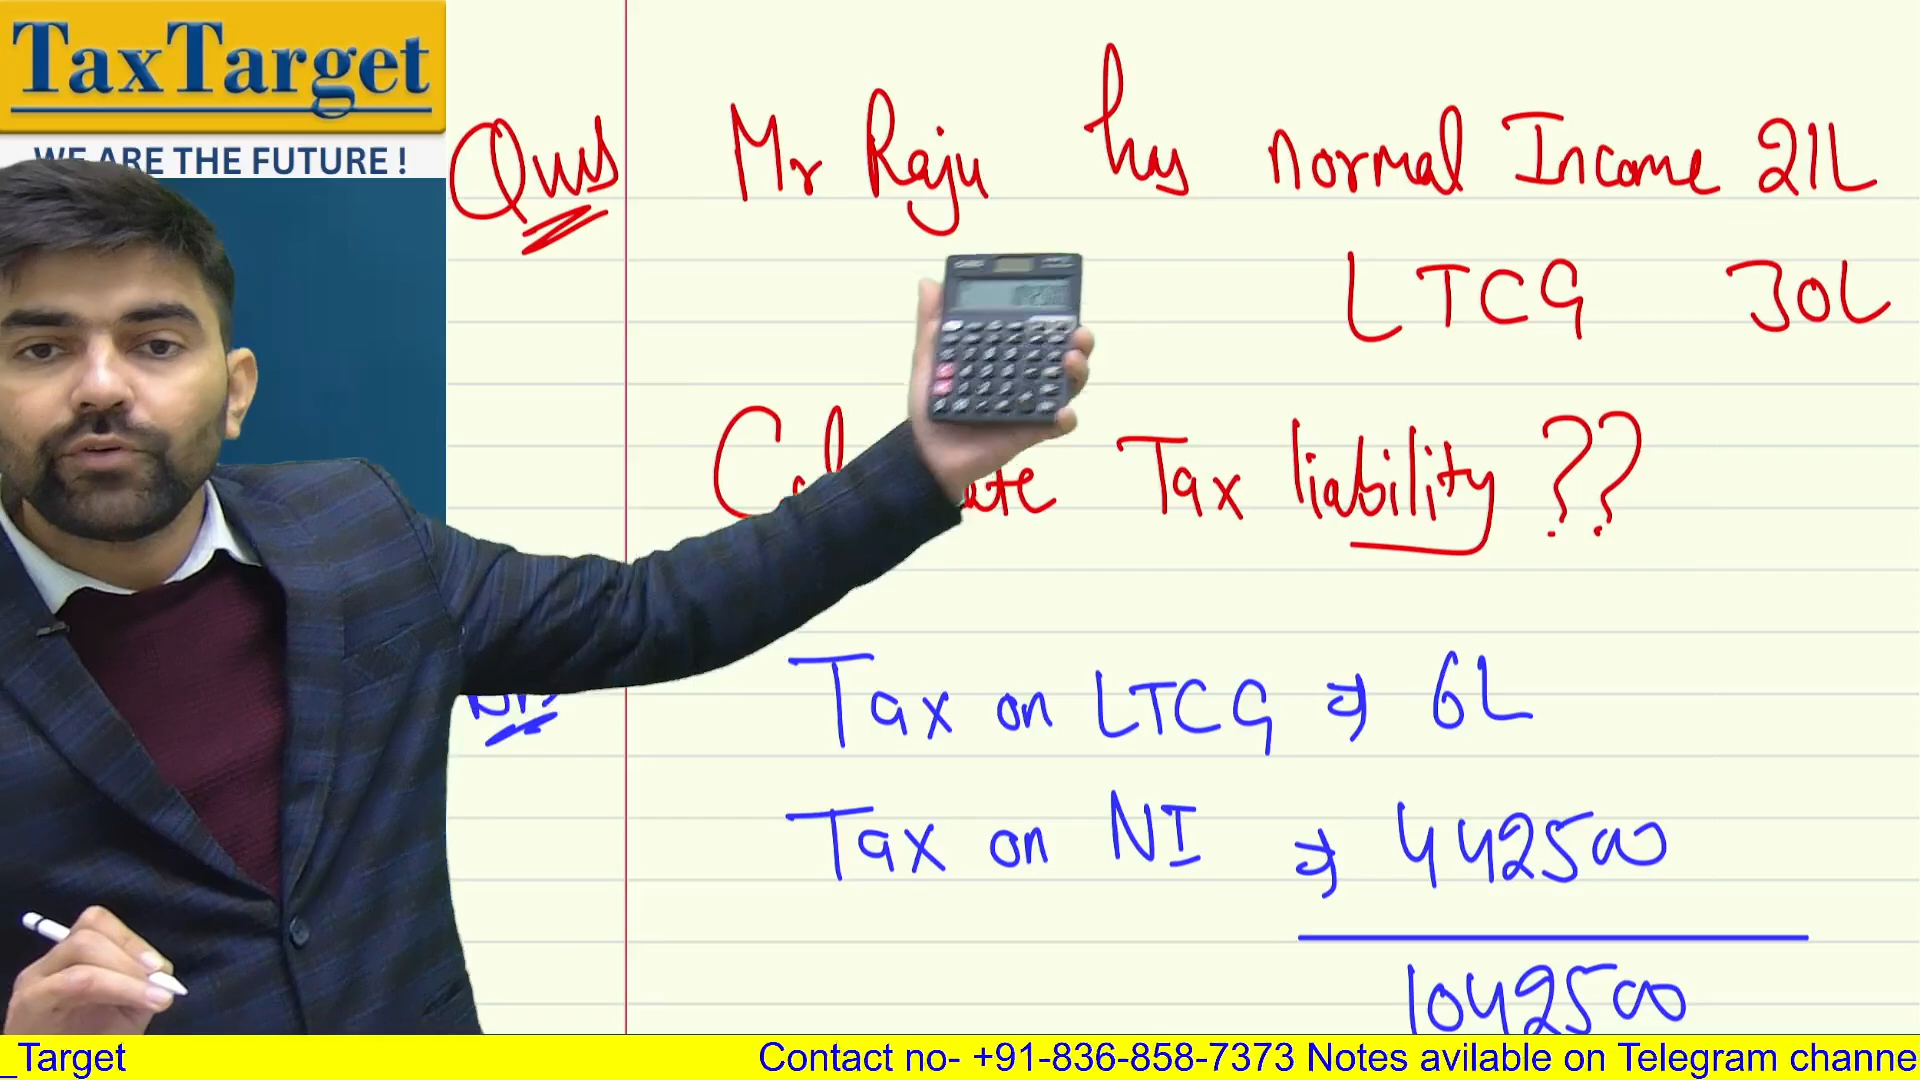 TaxTarget
WE ARE THE FUTURE !
Ques Mr Raju has normal Income 21L
LTCG 30L
Tax liability ??
Tax on LTCG ⇒ 6L
Tax on NI ⇒ 442500
1042500
_Target Contact no- +91-836-858-7373 Notes avilable on Telegram channe